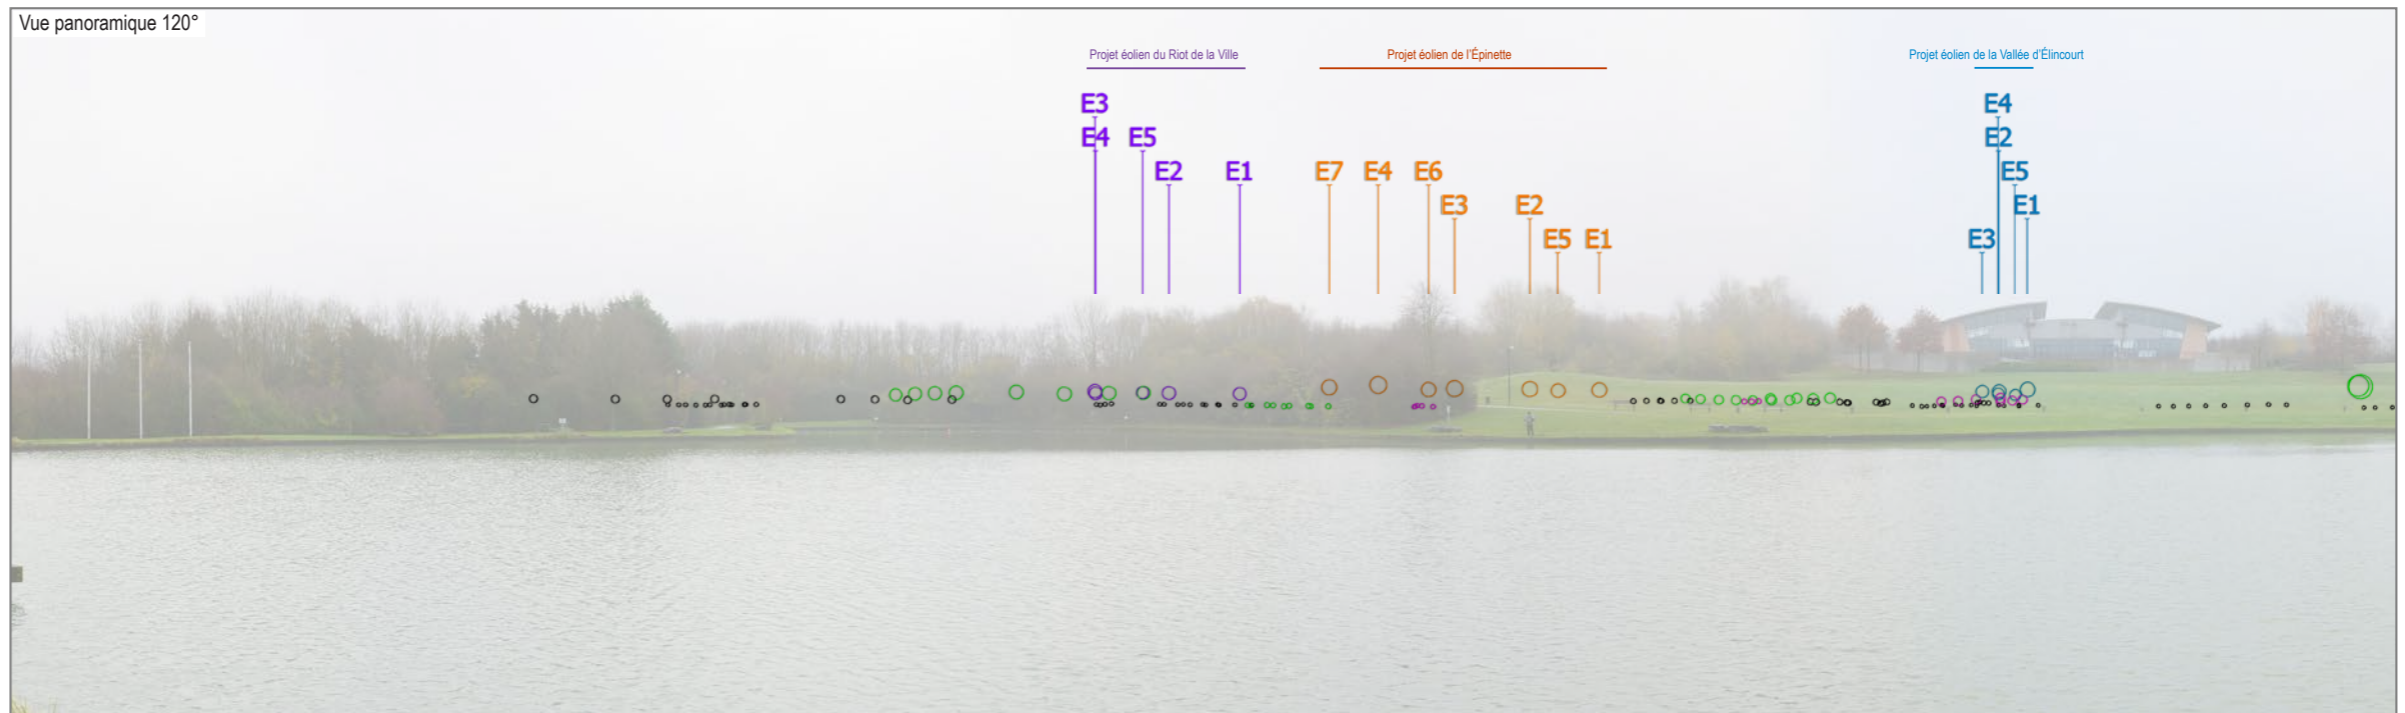 Vue panoramique 120°
Projet éolien du Riot de la Ville
Projet éolien de l'Épinette
Projet éolien de la Vallée d'Élincourt
E3
E4
E4 E5
E2
E2 E1
E7 E4 E6
E5
E3
E2
E1
E5 E1
E3